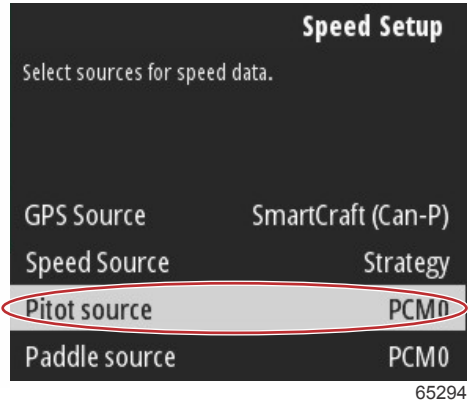 Speed Setup
Select sources for speed data.
GPS Source SmartCraft (Can-P)
Speed Source Strategy
Pitot source PCM0
Paddle source PCM0
65294